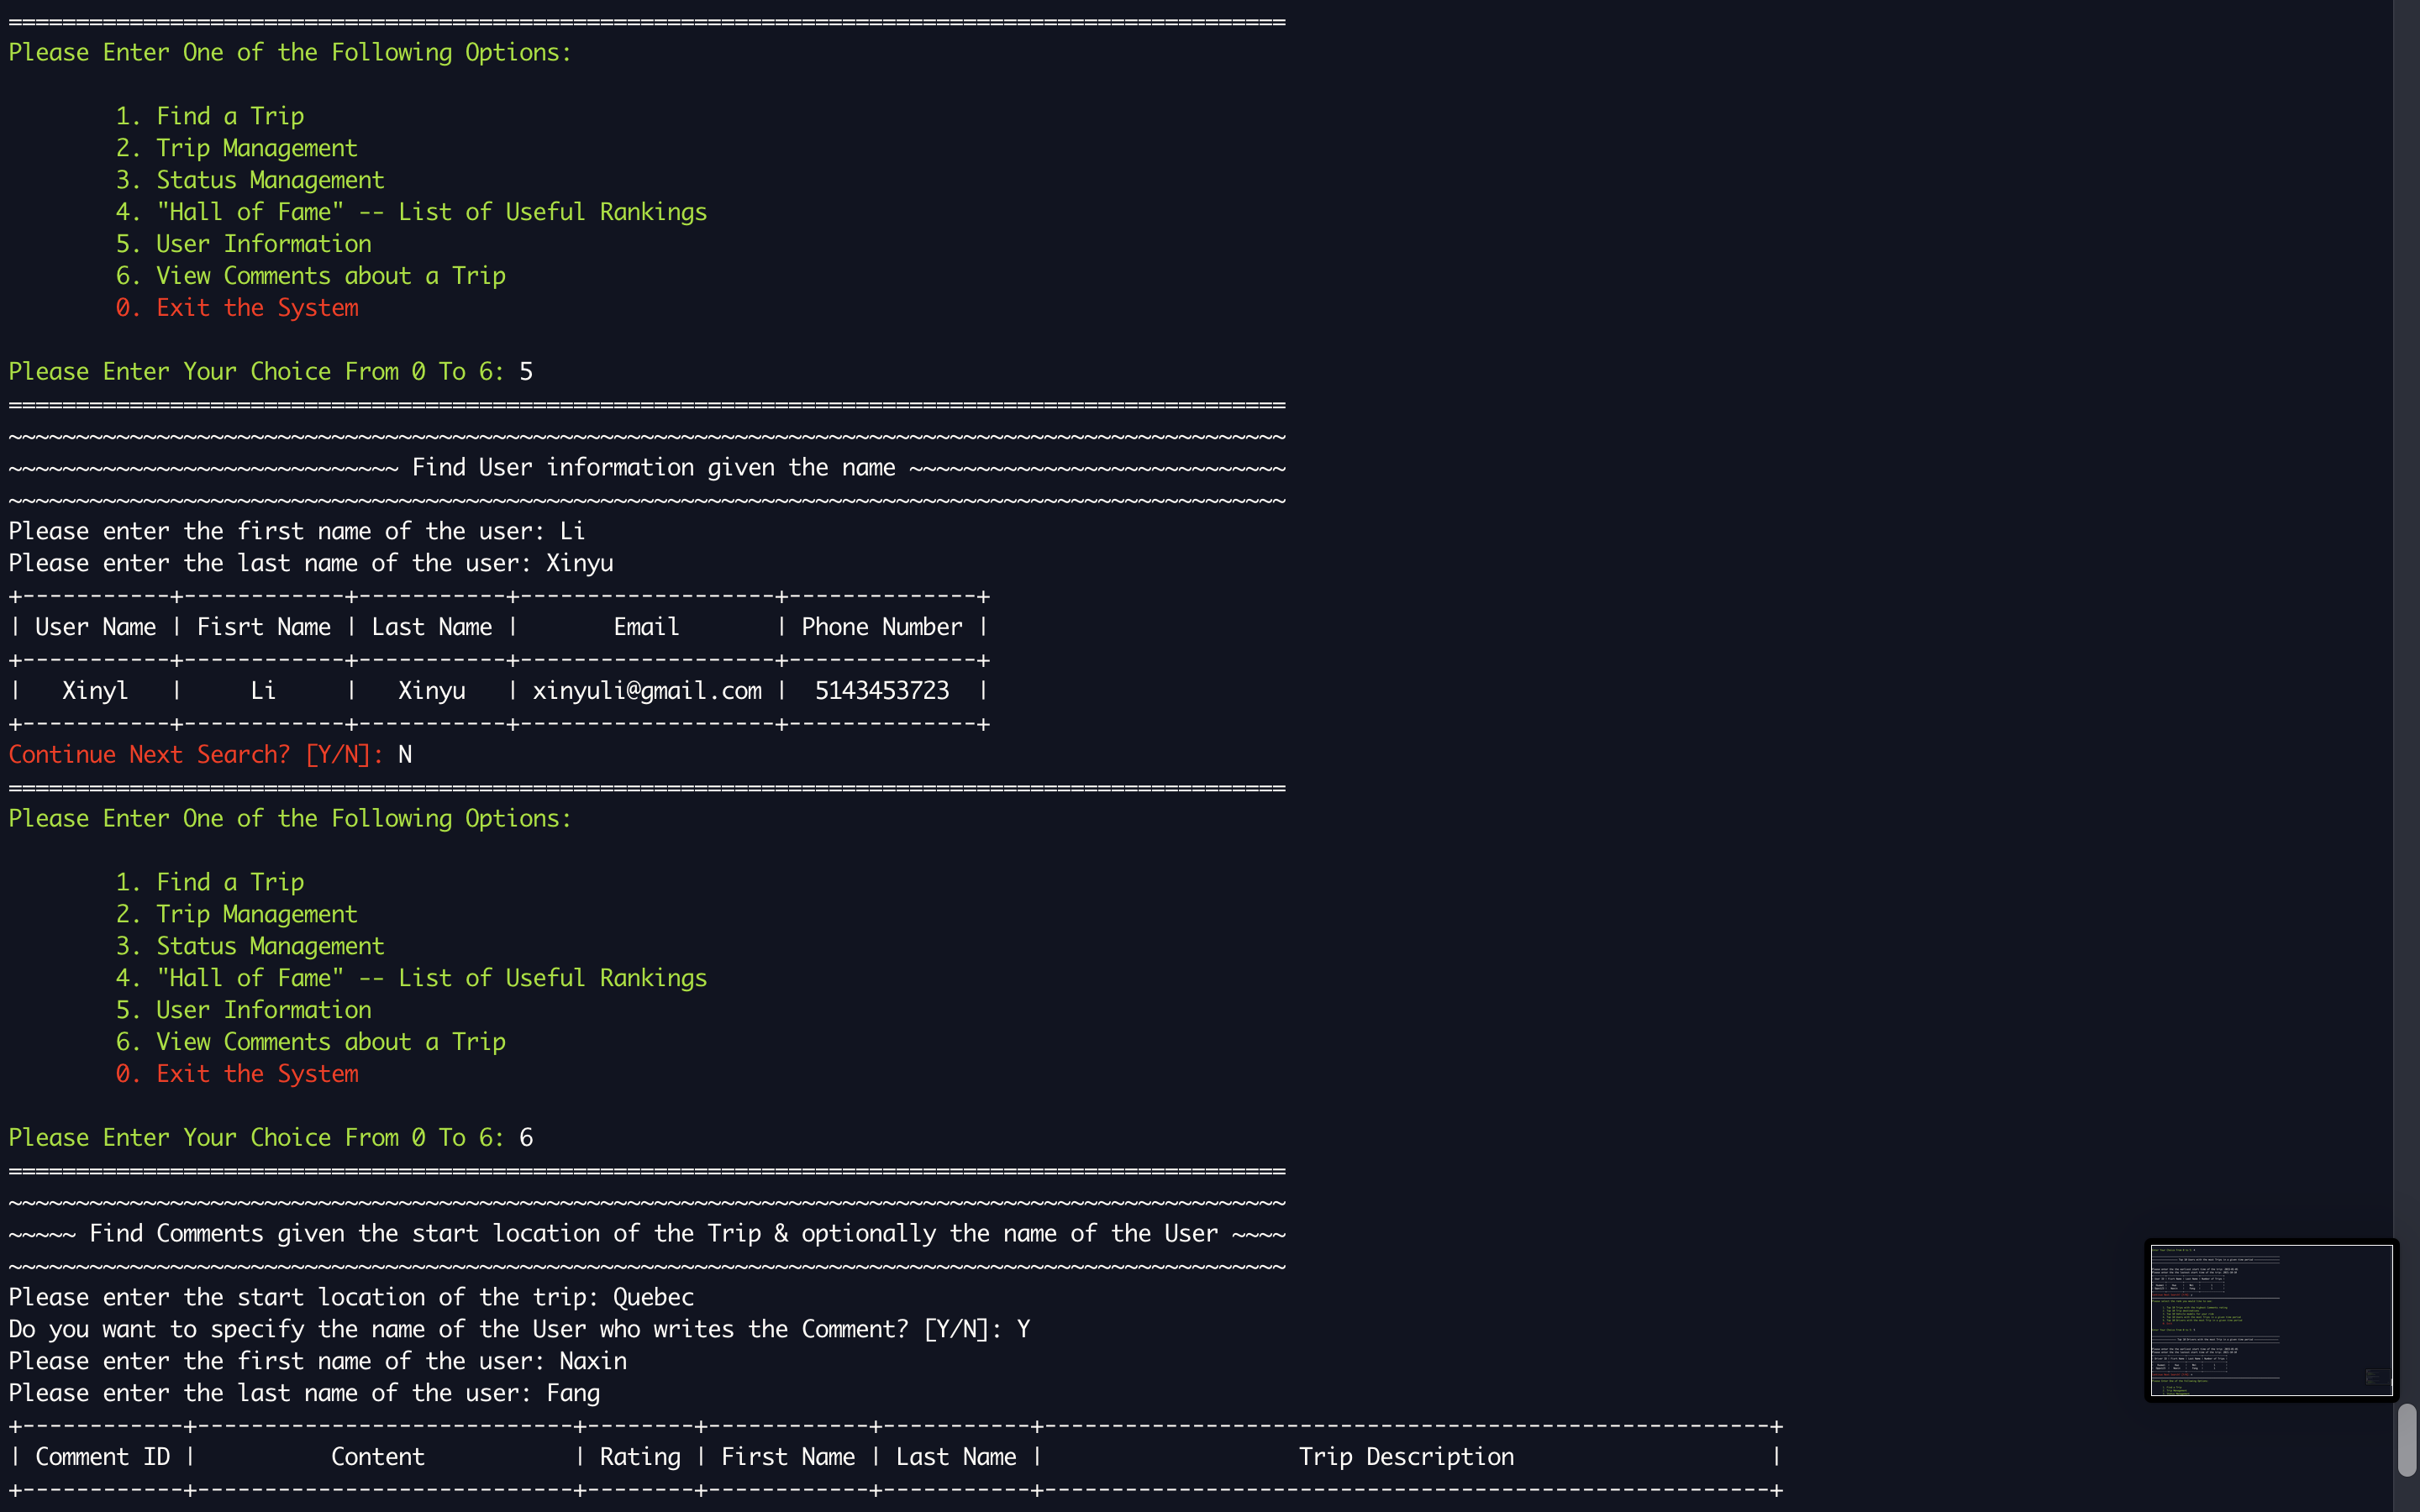 ===============================================================================================
Please Enter One of the Following Options:
1. Find a Trip
2. Trip Management
3. Status Management
4. "Hall of Fame" -- List of Useful Rankings
5. User Information
6. View Comments about a Trip
0. Exit the System
Please Enter Your Choice From 0 To 6: 5
===============================================================================================
~~~~~~~~~~~~~~~~~~~~~~~~~~~~~~~~~~~~~~~~~~~~~~~~~~~~~~~~~~~~~~~~~~~~~~~~~~~~~~~~~~~~~~~~~~~~~~~
~~~~~~~~~~~~~~~~~~~~~~~~~~~~~ Find User information given the name ~~~~~~~~~~~~~~~~~~~~~~~~~~~~
~~~~~~~~~~~~~~~~~~~~~~~~~~~~~~~~~~~~~~~~~~~~~~~~~~~~~~~~~~~~~~~~~~~~~~~~~~~~~~~~~~~~~~~~~~~~~~~
Please enter the first name of the user: Li
Please enter the last name of the user: Xinyu
+-----------+------------+-----------+-------------------+--------------+
| User Name | Fisrt Name | Last Name |       Email       | Phone Number |
+-----------+------------+-----------+-------------------+--------------+
|   Xinyl   |     Li     |   Xinyu   | xinyuli@gmail.com |  5143453723  |
+-----------+------------+-----------+-------------------+--------------+
Continue Next Search? [Y/N]: N
===============================================================================================
Please Enter One of the Following Options:
1. Find a Trip
2. Trip Management
3. Status Management
4. "Hall of Fame" -- List of Useful Rankings
5. User Information
6. View Comments about a Trip
0. Exit the System
Please Enter Your Choice From 0 To 6: 6
===============================================================================================
~~~~~~~~~~~~~~~~~~~~~~~~~~~~~~~~~~~~~~~~~~~~~~~~~~~~~~~~~~~~~~~~~~~~~~~~~~~~~~~~~~~~~~~~~~~~~~~
~~~~~ Find Comments given the start location of the Trip & optionally the name of the User ~~~~
~~~~~~~~~~~~~~~~~~~~~~~~~~~~~~~~~~~~~~~~~~~~~~~~~~~~~~~~~~~~~~~~~~~~~~~~~~~~~~~~~~~~~~~~~~~~~~~
Please enter the start location of the trip: Quebec
Do you want to specify the name of the User who writes the Comment? [Y/N]: Y
Please enter the first name of the user: Naxin
Please enter the last name of the user: Fang
+------------+----------------------------+--------+------------+-----------+------------------------------------------------------+
| Comment ID |          Content           | Rating | First Name | Last Name |                   Trip Description                   |
+------------+----------------------------+--------+------------+-----------+------------------------------------------------------+